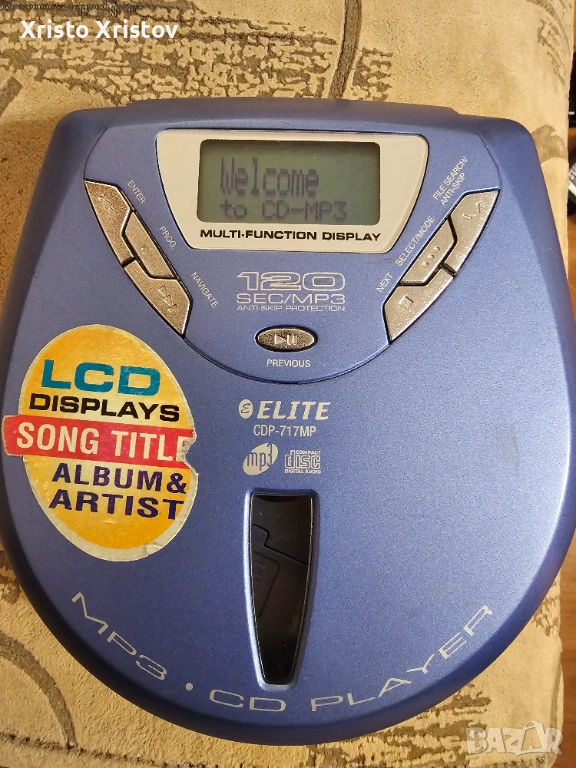 Xristo Xristov
Welcome
to CD-MP3
MULTI-FUNCTION DISPLAY
ENTER
PROG.
NAVIGATE
FILE SEARCH/
ANTI-SKIP
SELECT/MODE
NEXT
120
SEC/MP3
ANTI-SKIP PROTECTION
PREVIOUS
LCD
DISPLAYS
SONG TITLE
ALBUM &
ARTIST
e ELITE
CDP-717MP
mp3
COMPACT
disc
DIGITAL AUDIO
MP3 • CD PLAYER
BAZAR